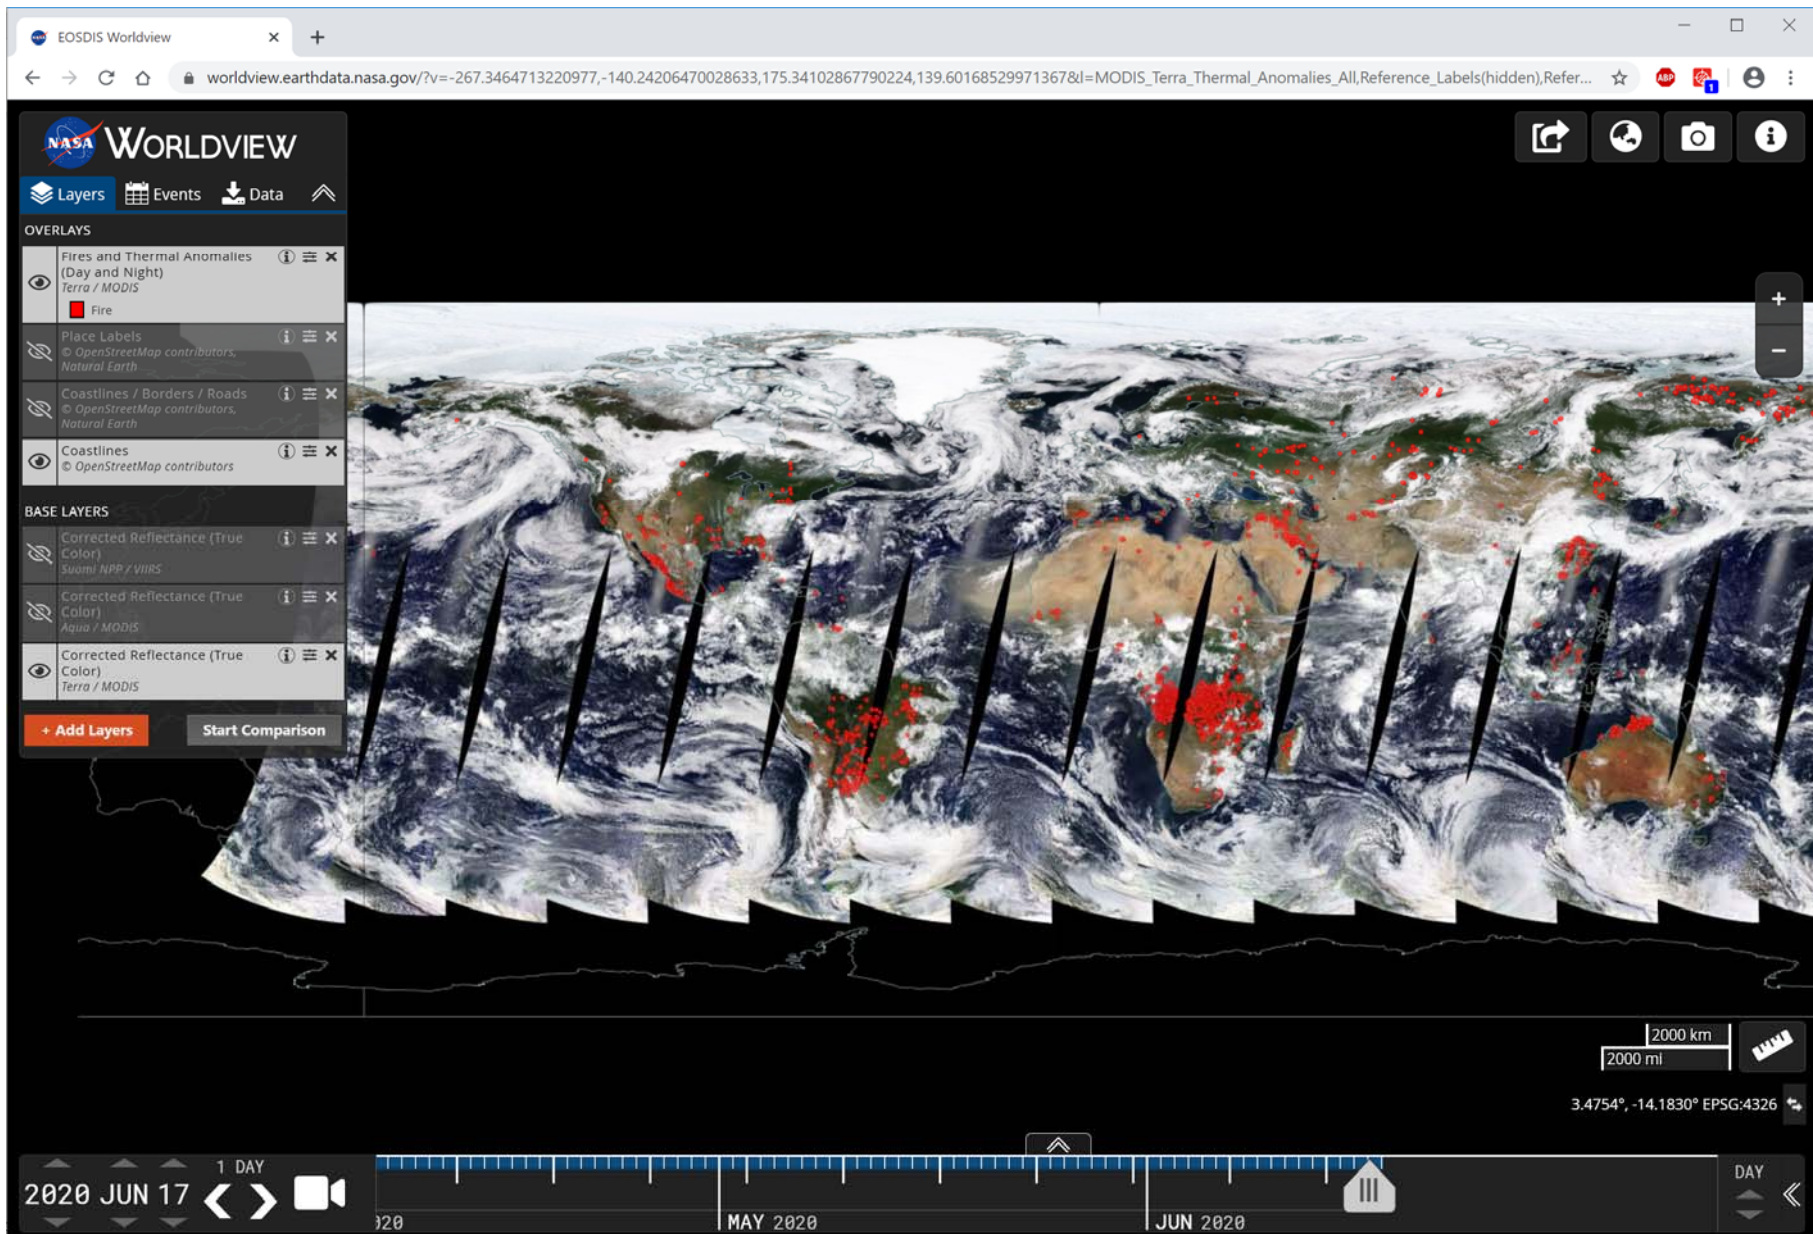 EOSDIS Worldview
worldview.earthdata.nasa.gov/?v=-267.3464713220977,-140.24206470028633,175.34102867790224,139.60168529971367&l=MODIS_Terra_Thermal_Anomalies_All,Reference_Labels(hidden),Refer...
ABP
1
NASA WORLDVIEW
Layers Events Data
OVERLAYS
Fires and Thermal Anomalies
(Day and Night)
Terra / MODIS
Fire
Place Labels
© OpenStreetMap contributors,
Natural Earth
Coastlines / Borders / Roads
© OpenStreetMap contributors,
Natural Earth
Coastlines
© OpenStreetMap contributors
BASE LAYERS
Corrected Reflectance (True
Color)
Suomi NPP / VIIRS
Corrected Reflectance (True
Color)
Aqua / MODIS
Corrected Reflectance (True
Color)
Terra / MODIS
+ Add Layers Start Comparison
+
−
2000 km
2000 mi
3.4754°, -14.1830° EPSG:4326
1 DAY
2020 JUN 17
020
MAY 2020
JUN 2020
DAY